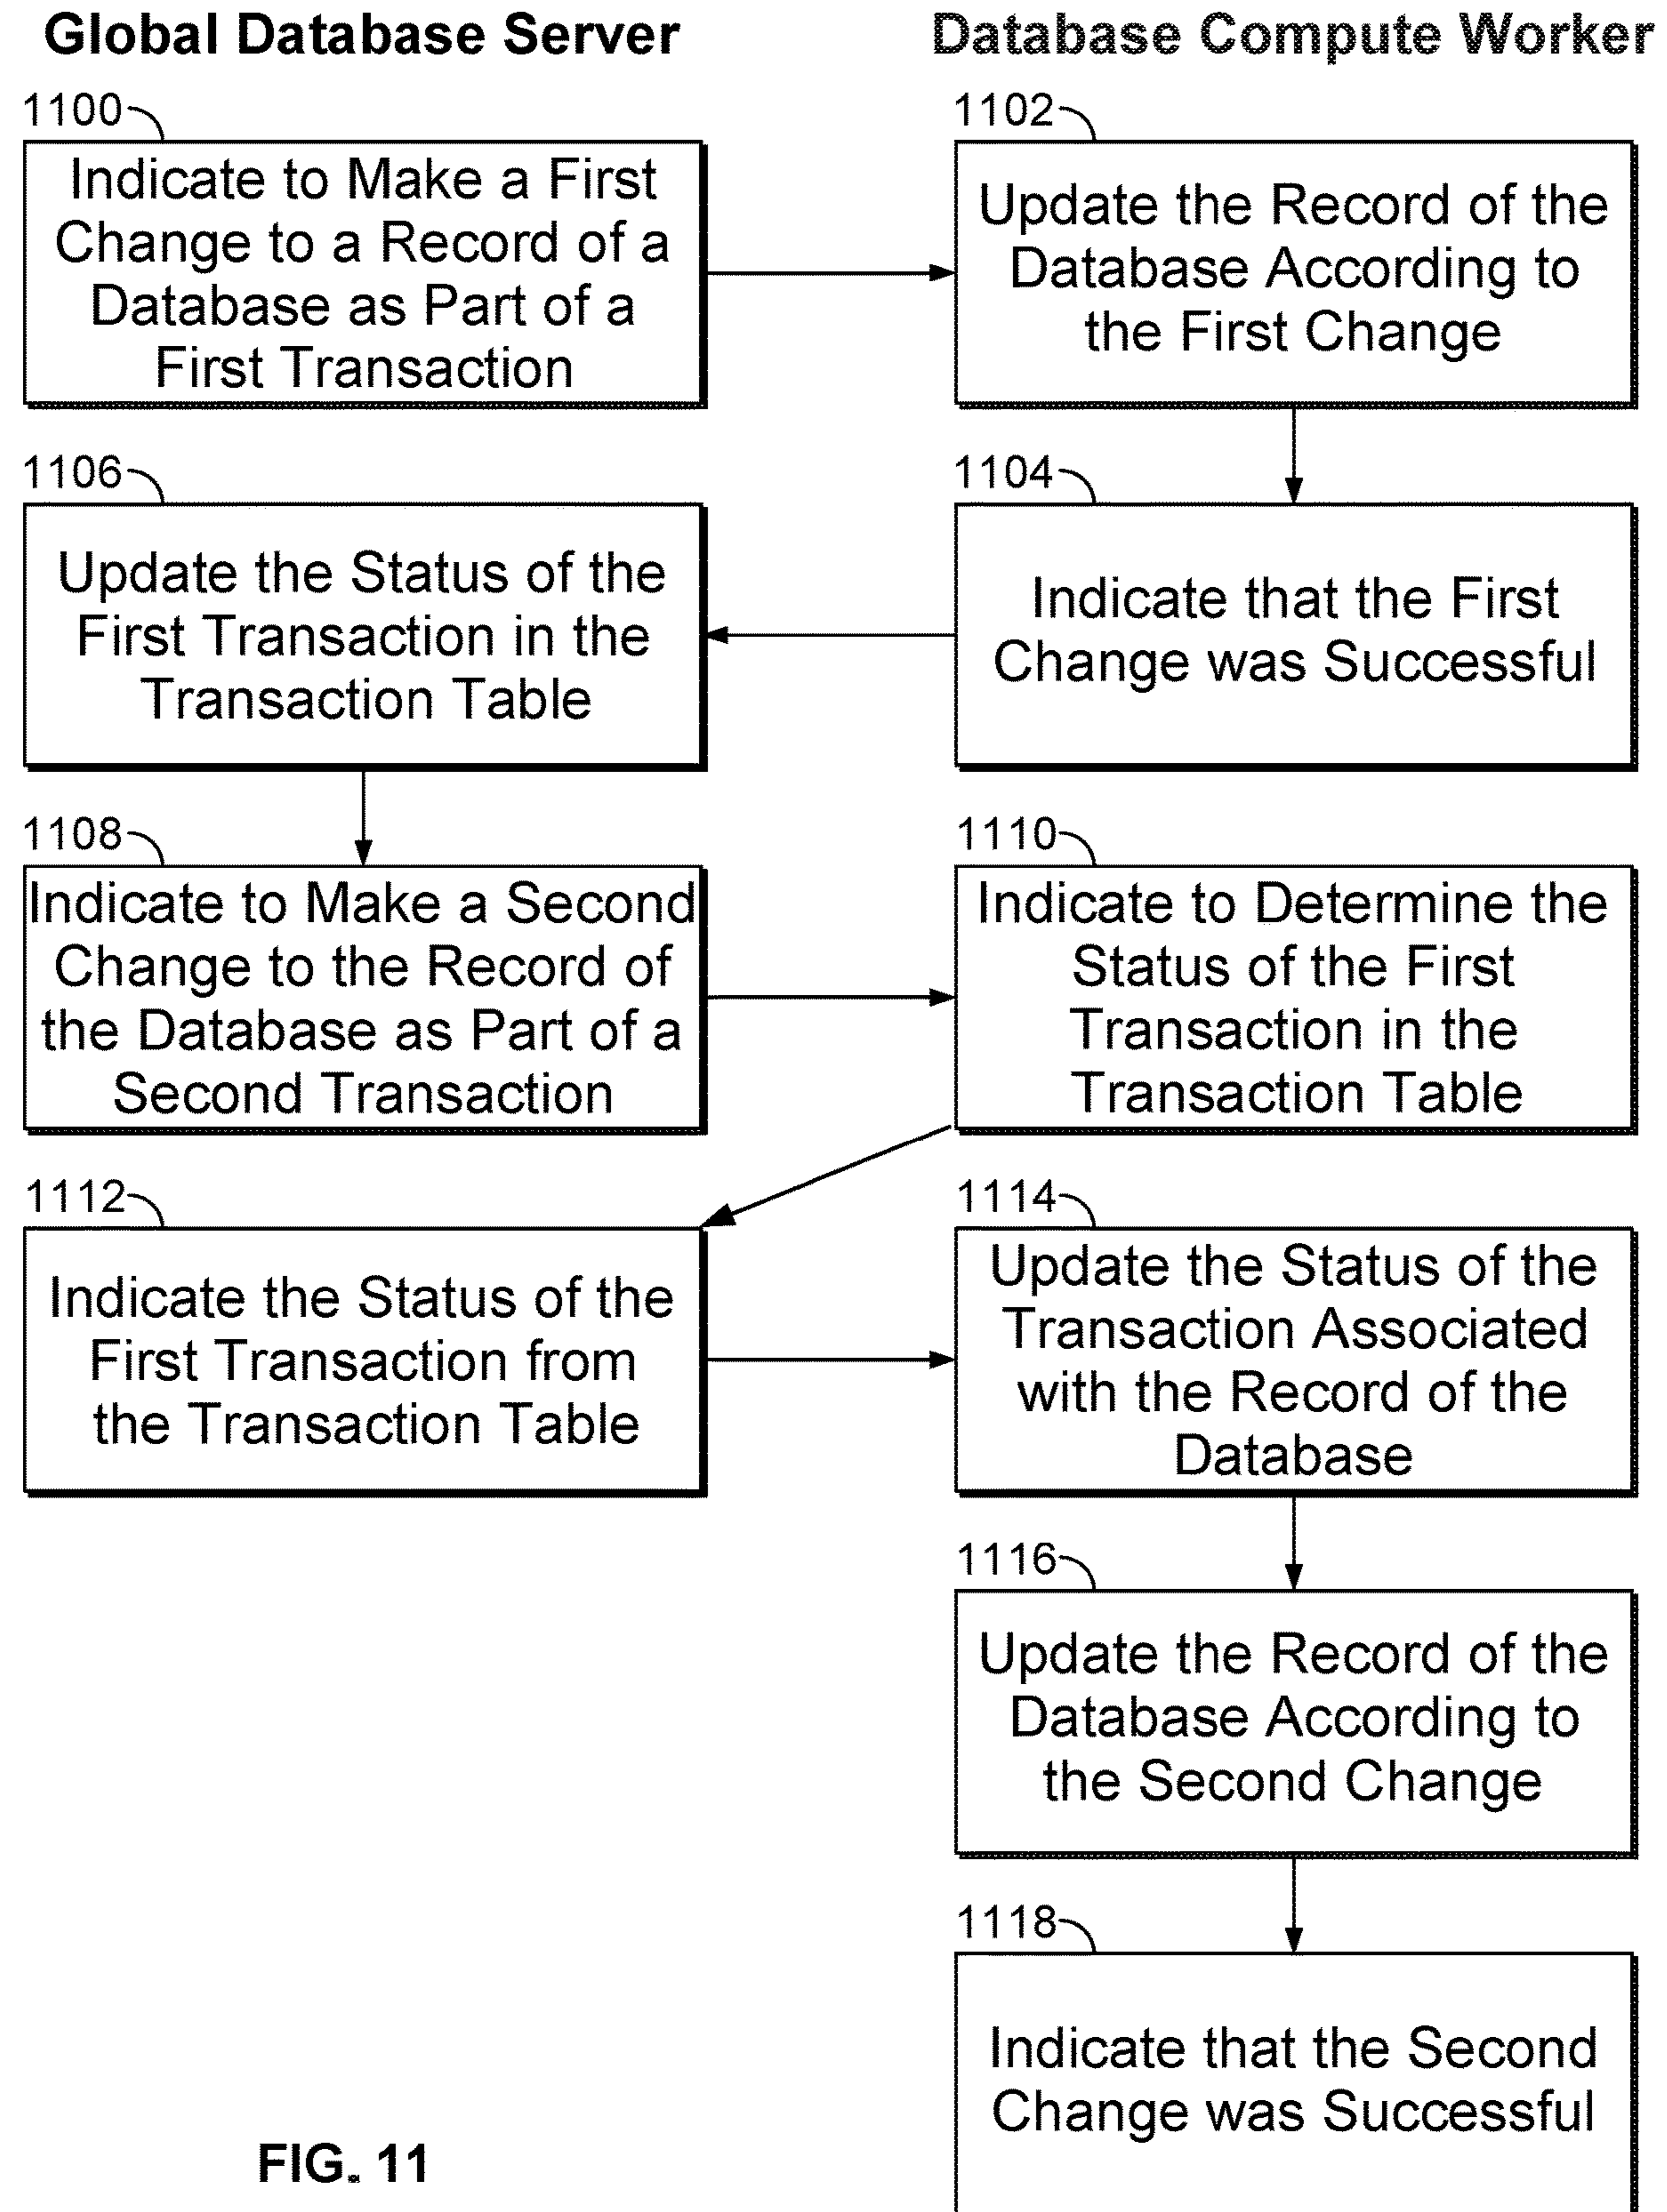 Global Database Server
Database Compute Worker
1100
Indicate to Make a First
Change to a Record of a
Database as Part of a
First Transaction
1102
Update the Record of the
Database According to
the First Change
1106
Update the Status of the
First Transaction in the
Transaction Table
1104
Indicate that the First
Change was Successful
1108
Indicate to Make a Second
Change to the Record of
the Database as Part of a
Second Transaction
1110
Indicate to Determine the
Status of the First
Transaction in the
Transaction Table
1112
Indicate the Status of the
First Transaction from
the Transaction Table
1114
Update the Status of the
Transaction Associated
with the Record of the
Database
1116
Update the Record of the
Database According to
the Second Change
1118
Indicate that the Second
Change was Successful
FIG. 11